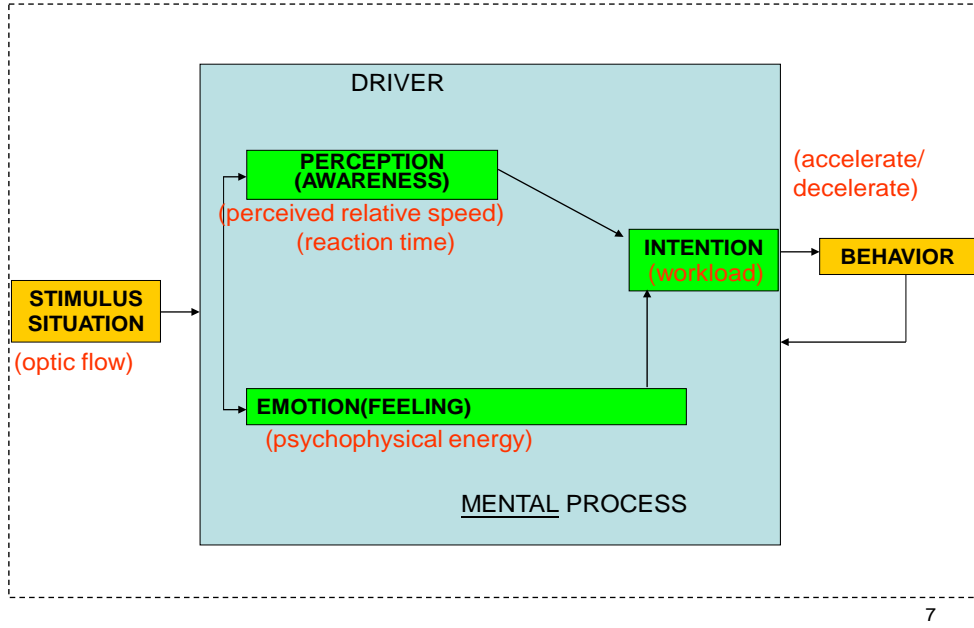 DRIVER
PERCEPTION
(AWARENESS)
(perceived relative speed)
(reaction time)
(accelerate/
decelerate)
INTENTION
(workload)
BEHAVIOR
STIMULUS
SITUATION
(optic flow)
EMOTION(FEELING)
(psychophysical energy)
MENTAL PROCESS
7